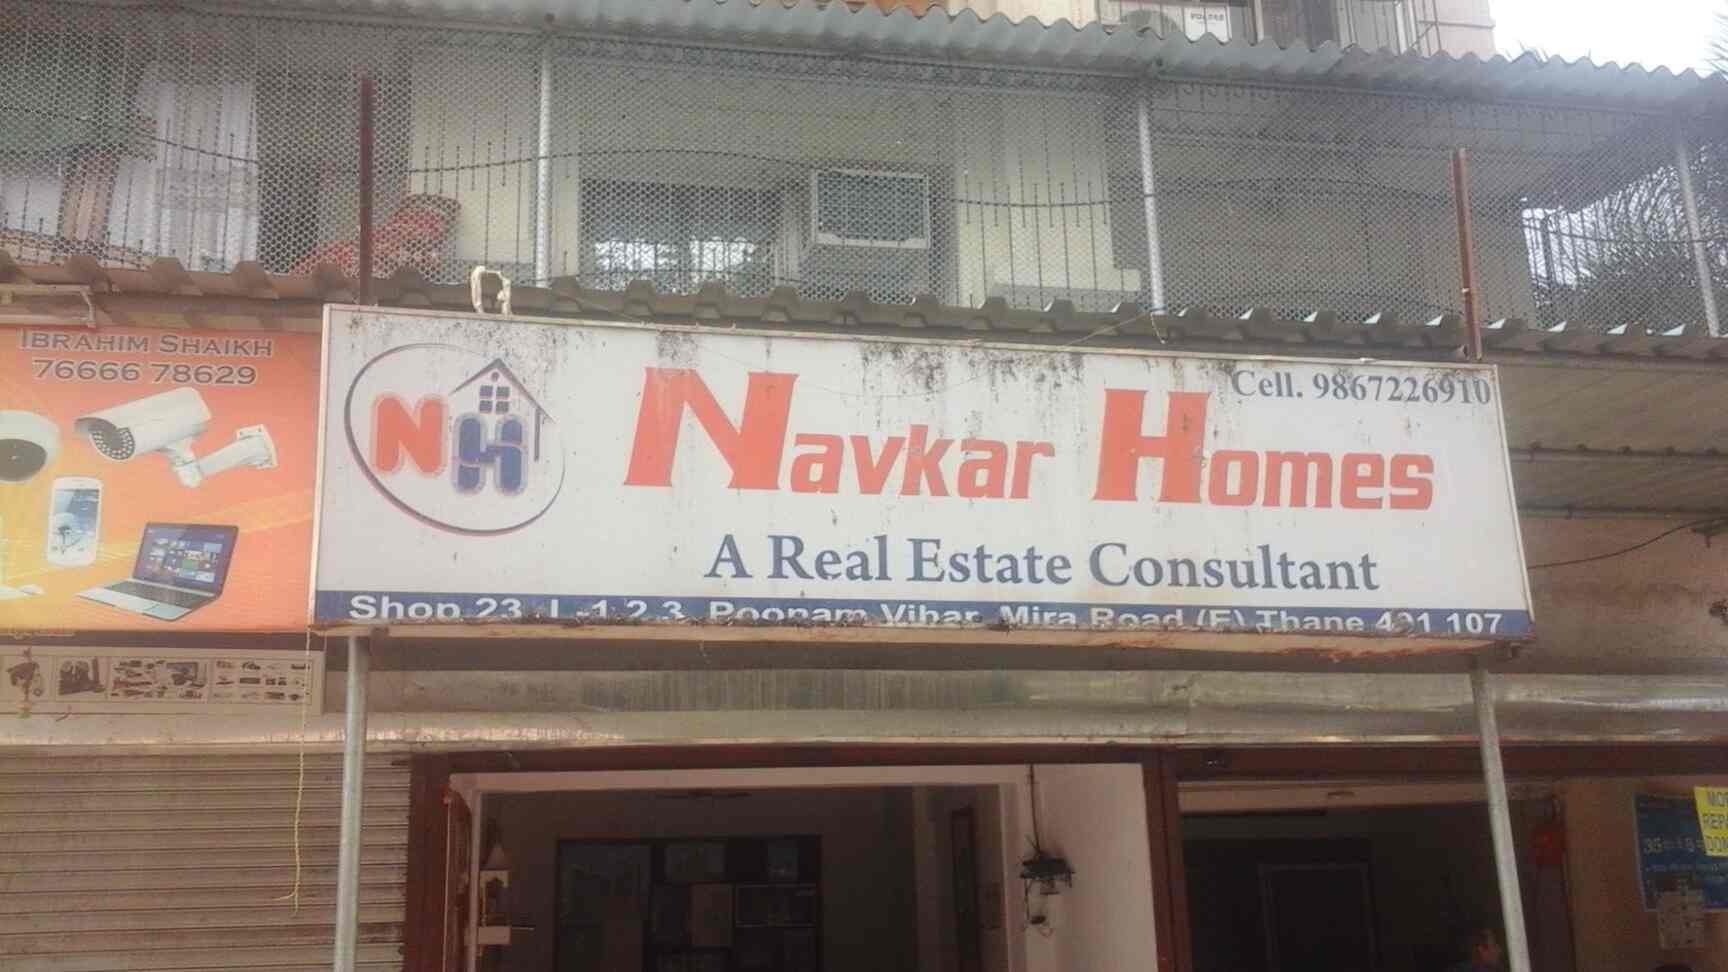 IBRAHIM SHAIKH
76666 78629
NH
Cell. 9867226910
NAVKAR HOMES
A Real Estate Consultant
Shop 23, L-1,2,3, Poonam Vihar, Mira Road (E) Thane 401 107